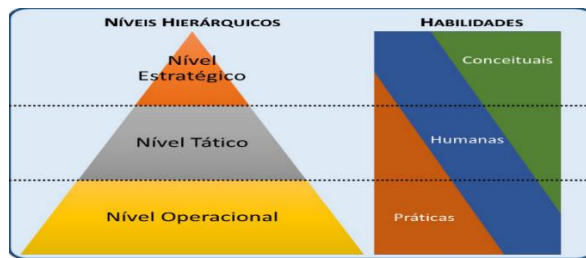 NÍVEIS HIERÁRQUICOS
HABILIDADES
Nível
Estratégico
Conceituais
Nível Tático
Humanas
Nível Operacional
Práticas